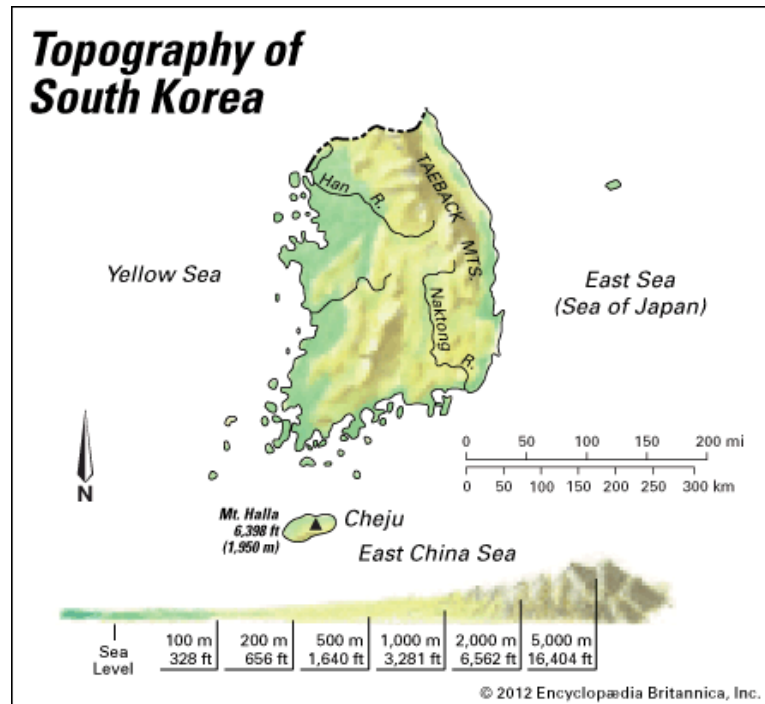 Topography of
South Korea
Han R.
TAEBACK MTS.
Yellow Sea
East Sea
(Sea of Japan)
Naktong R.
0 50 100 150 200 mi
0 50 100 150 200 250 300 km
N
Mt. Halla
6,398 ft
(1,950 m)
Cheju
East China Sea
Sea
Level
100 m
328 ft
200 m
656 ft
500 m
1,640 ft
1,000 m
3,281 ft
2,000 m
6,562 ft
5,000 m
16,404 ft
© 2012 Encyclopædia Britannica, Inc.